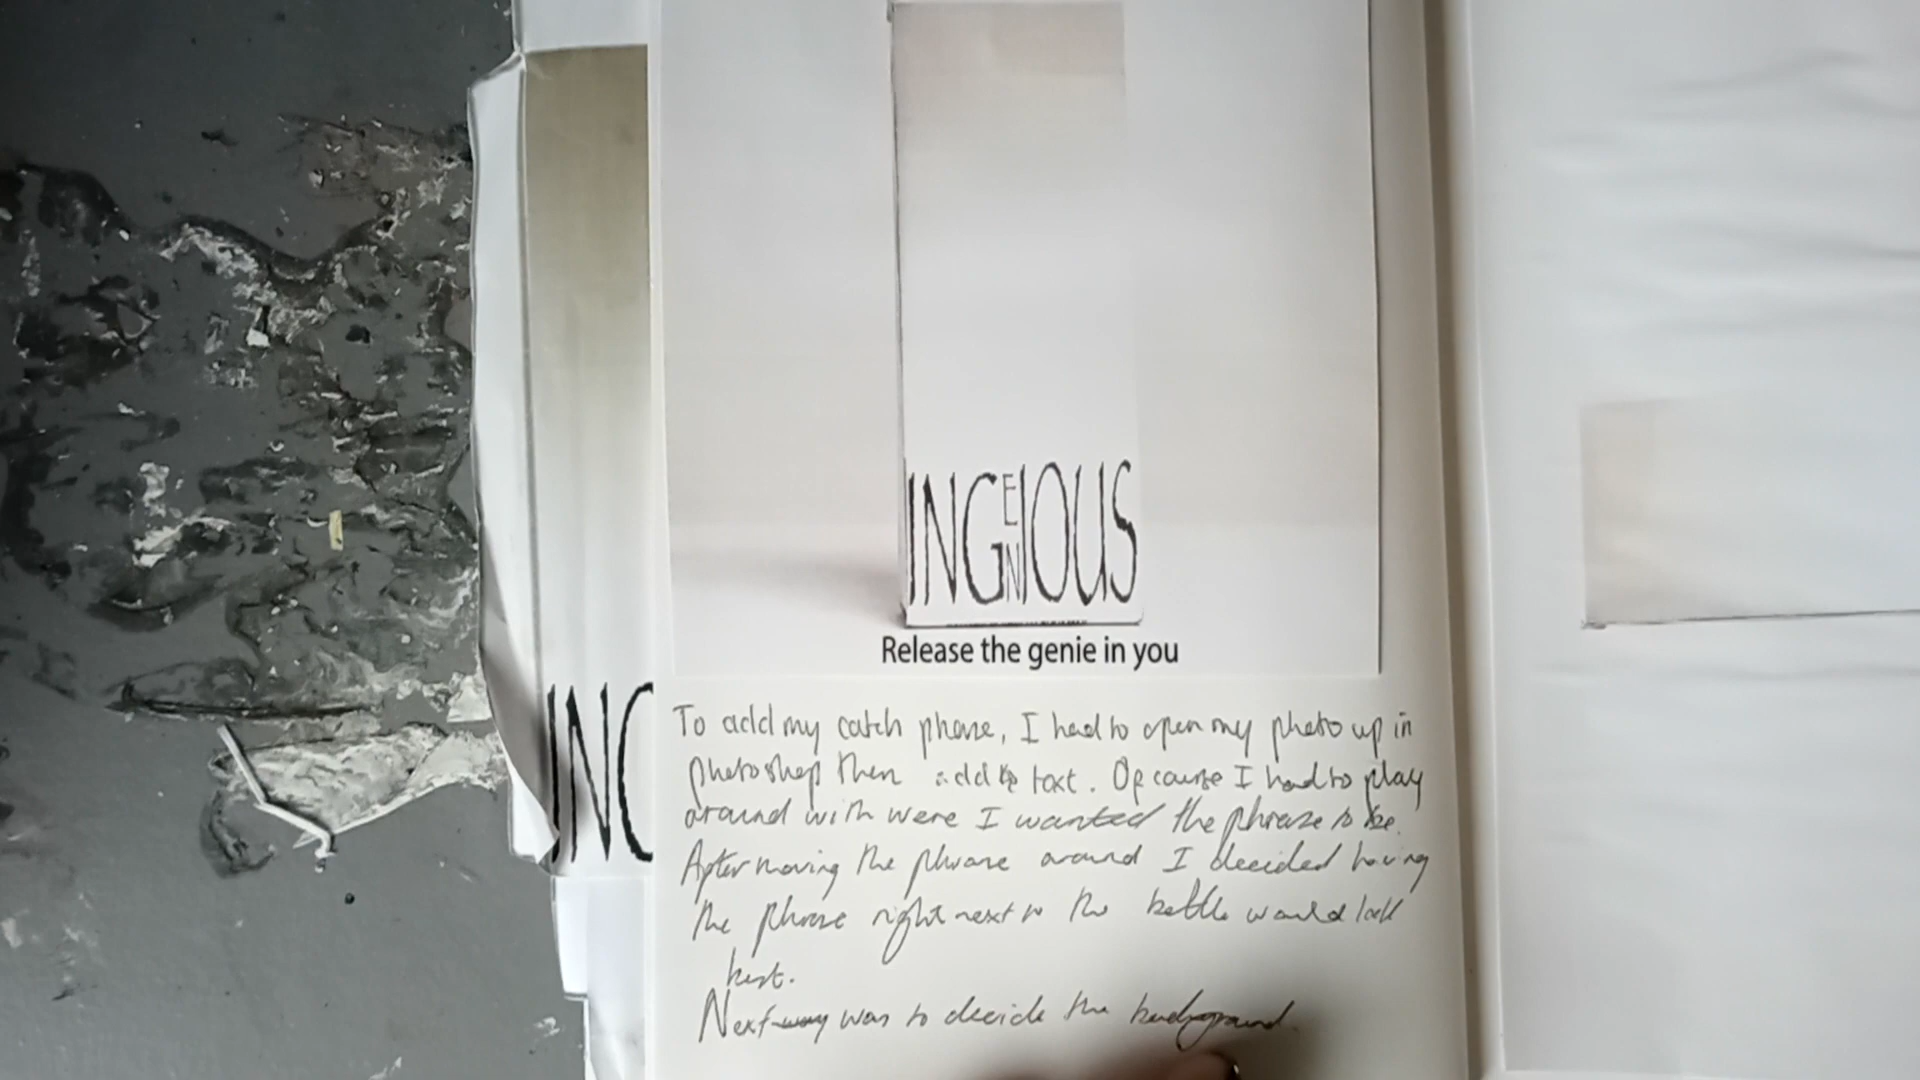 INGENIOUS
Release the genie in you
INC
To add my catch phrase, I had to open my photo up in
photoshop then add text. Of course I had to play
around with were I wanted the phrase to be.
After moving the phrase around I decided having
the phrase right next to the bottle would look
best.
Next way was to decide the background.